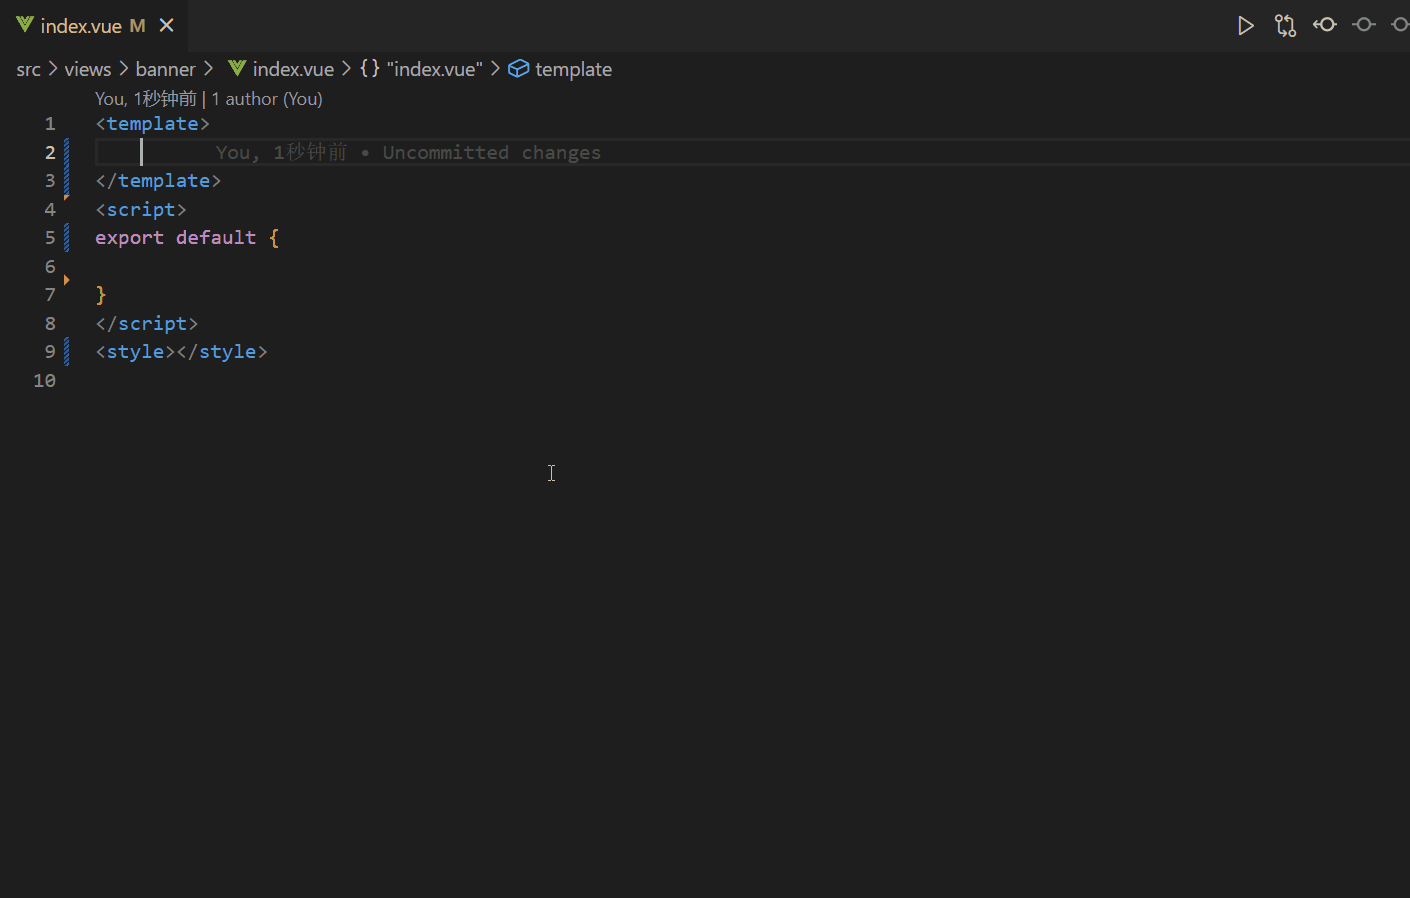 index.vue M
src > views > banner > index.vue > {} "index.vue" > template
You, 1秒钟前 | 1 author (You)
1 <template>
2 You, 1秒钟前 • Uncommitted changes
3 </template>
4 <script>
5 export default {
6
7 }
8 </script>
9 <style></style>
10